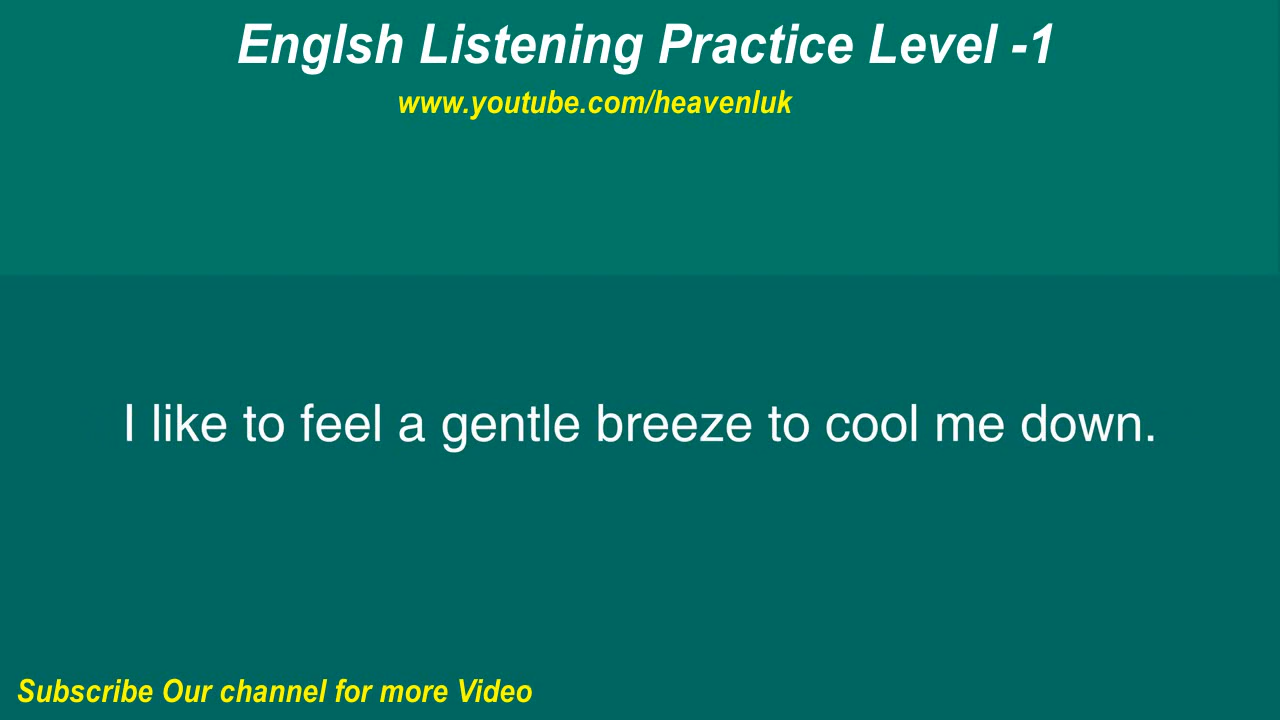 Englsh Listening Practice Level -1
www.youtube.com/heavenluk
I like to feel a gentle breeze to cool me down.
Subscribe Our channel for more Video